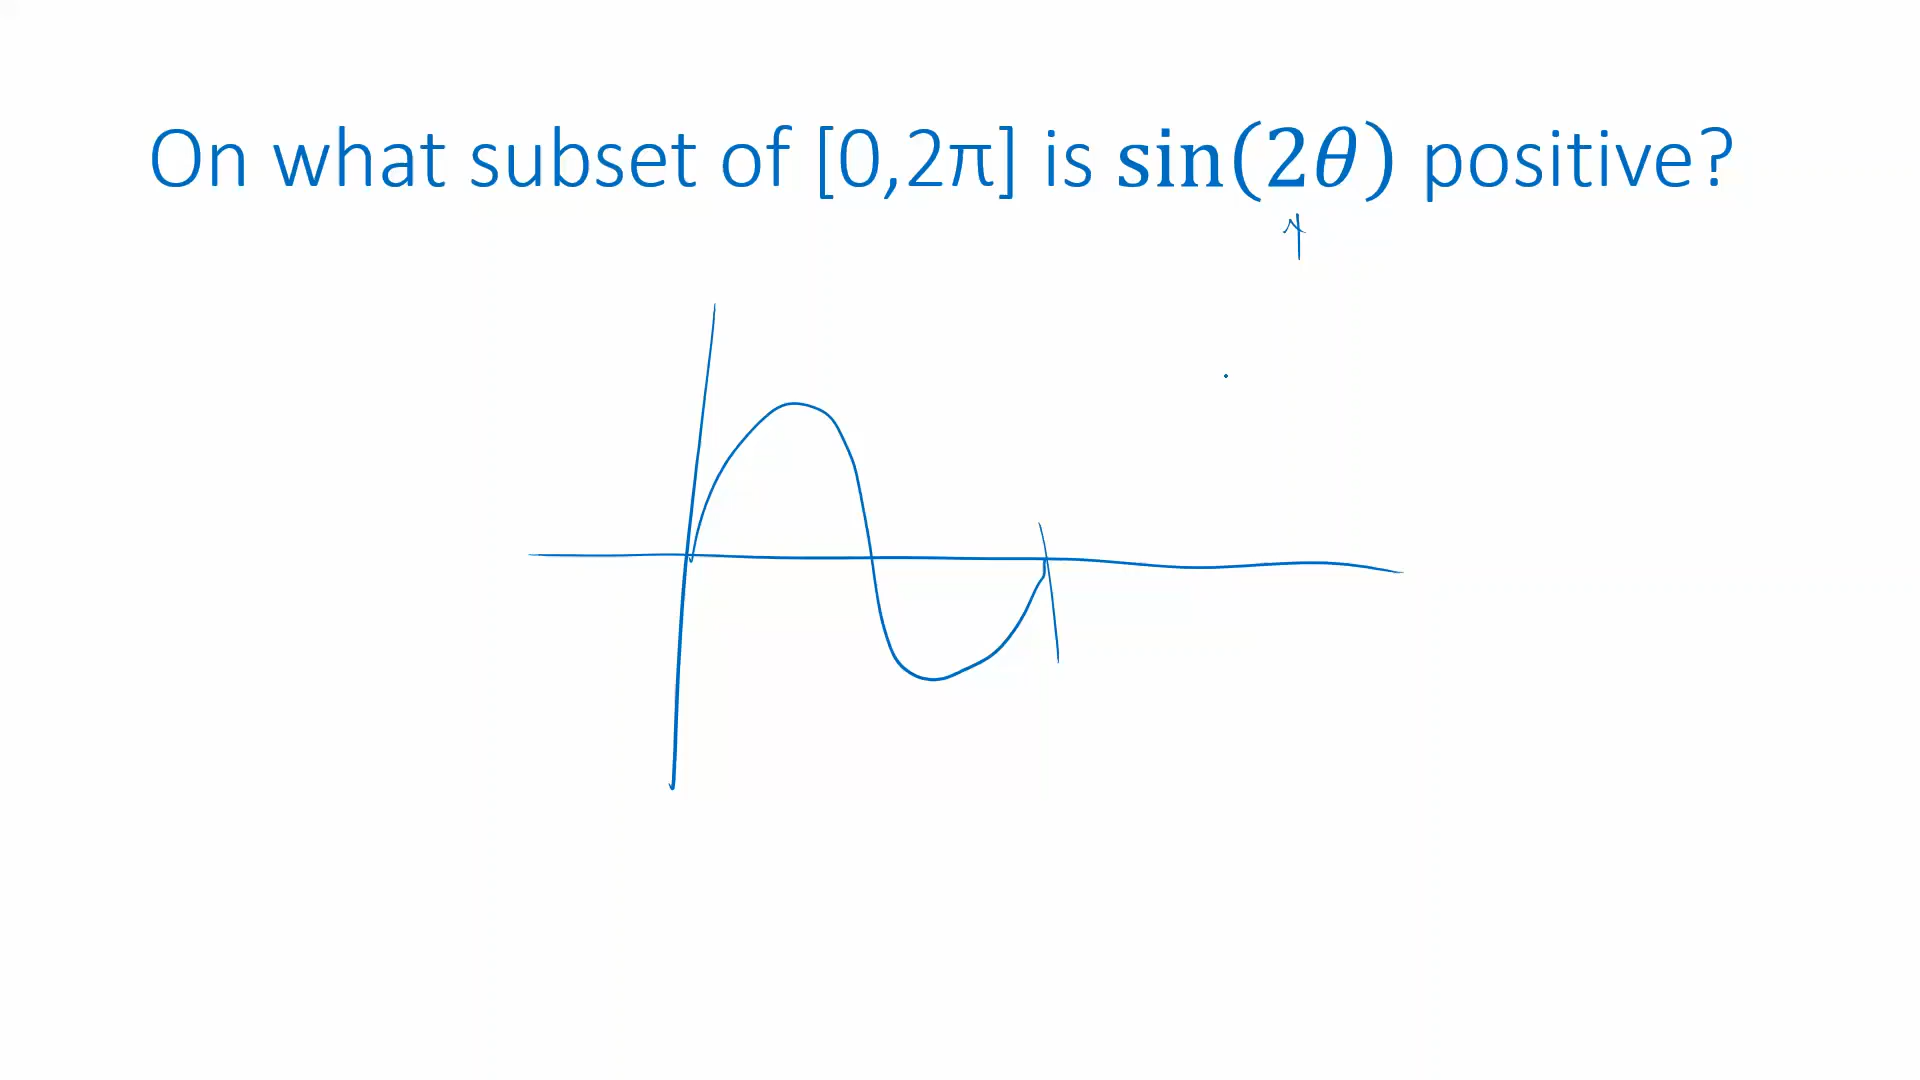 On what subset of [0,2π] is sin(2θ) positive?